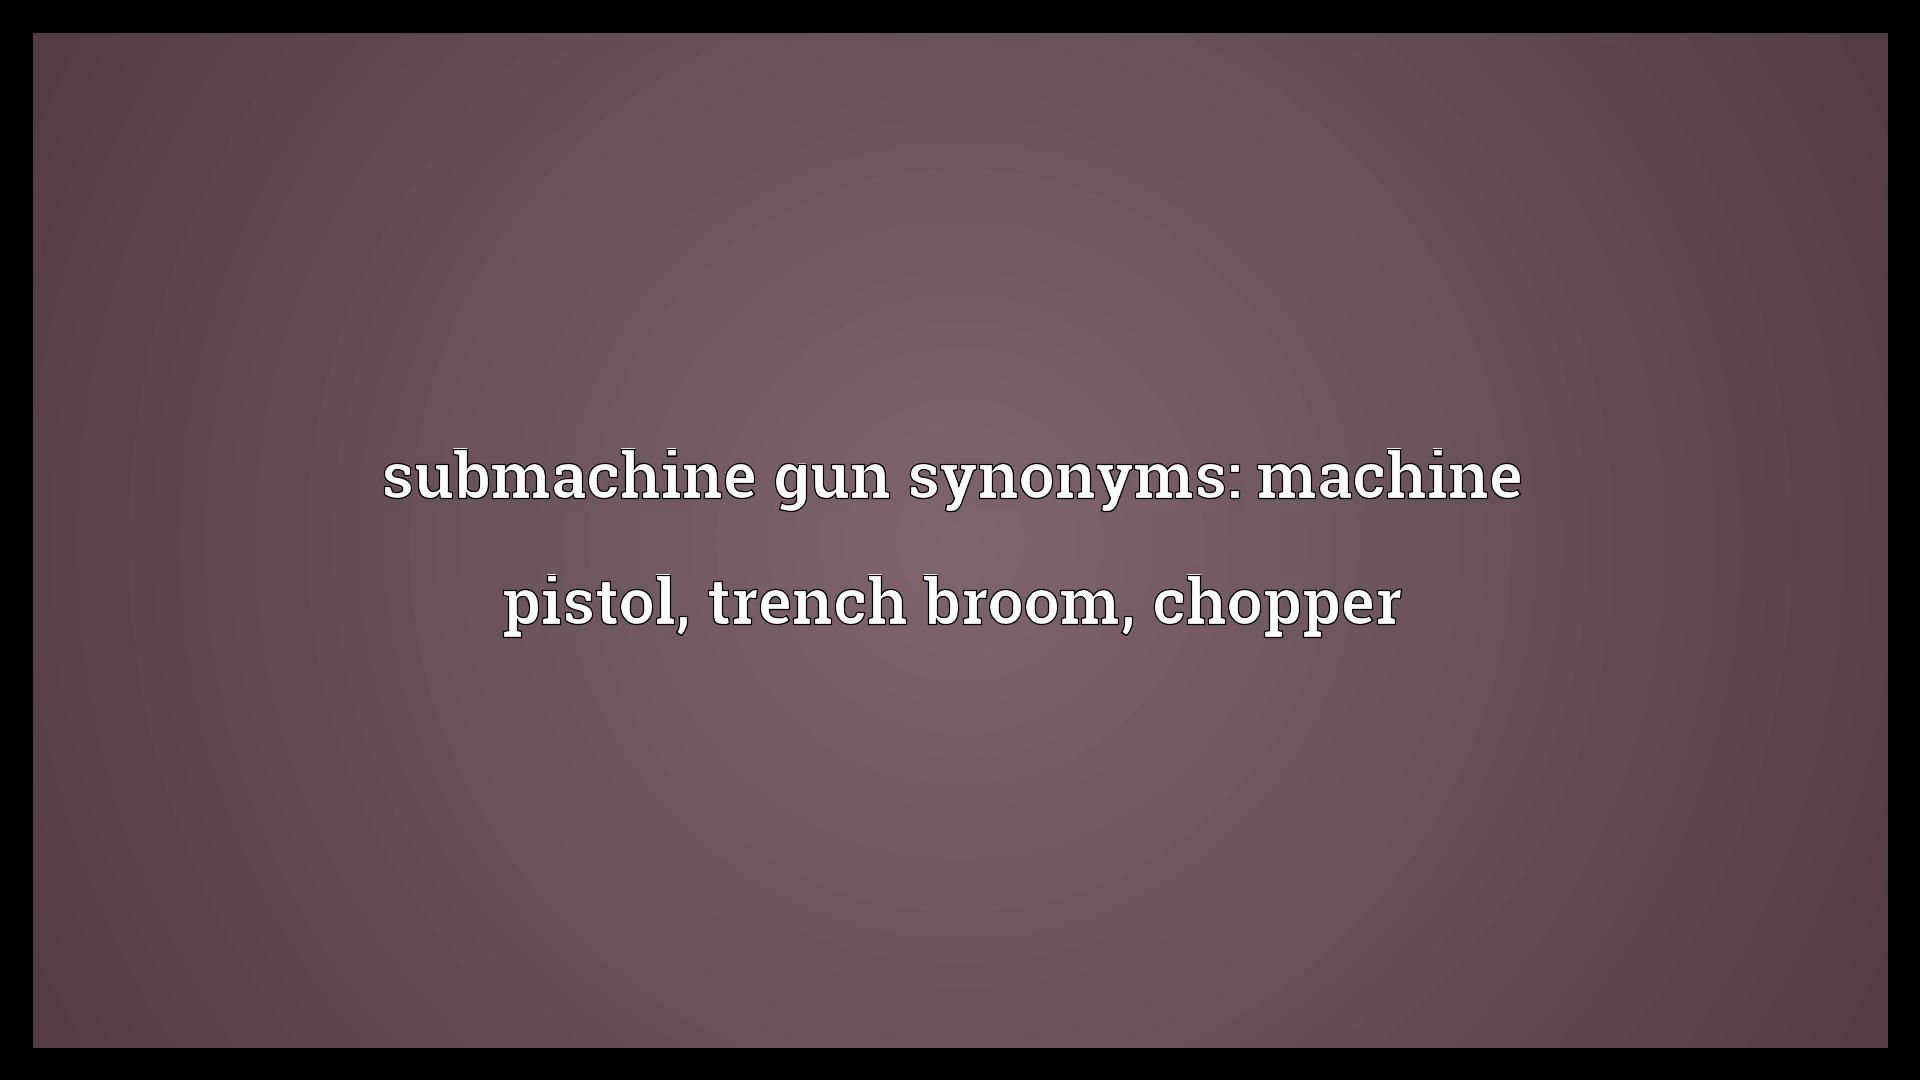 submachine gun synonyms: machine
pistol, trench broom, chopper